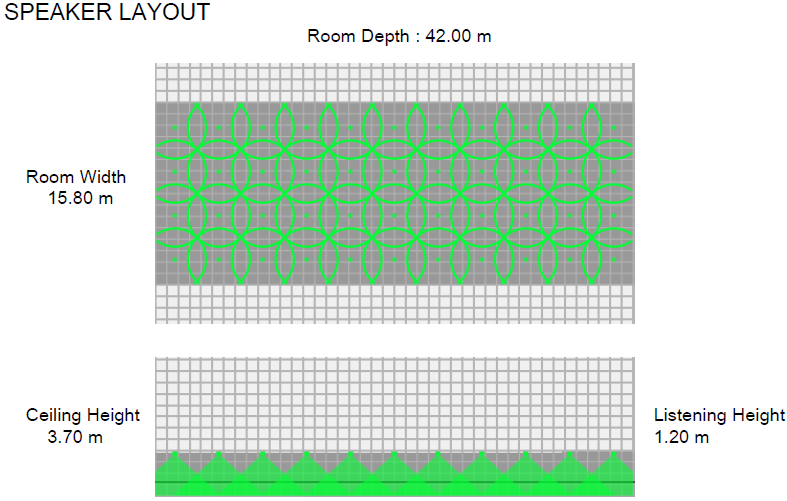 SPEAKER LAYOUT
Room Depth : 42.00 m
Room Width
15.80 m
Ceiling Height
3.70 m
Listening Height
1.20 m